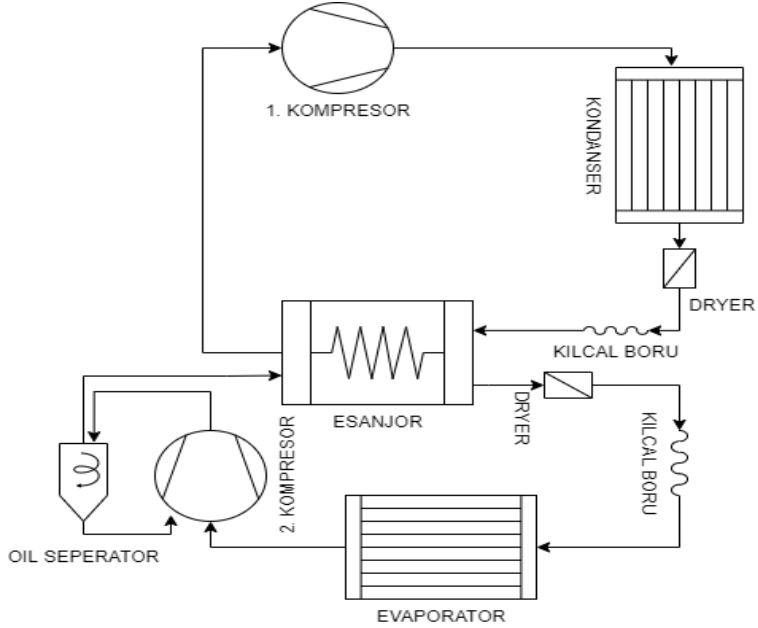 1. KOMPRESOR
KONDANSER
DRYER
KILCAL BORU
ESANJOR
DRYER
KILCAL BORU
2. KOMPRESOR
OIL SEPERATOR
EVAPORATOR